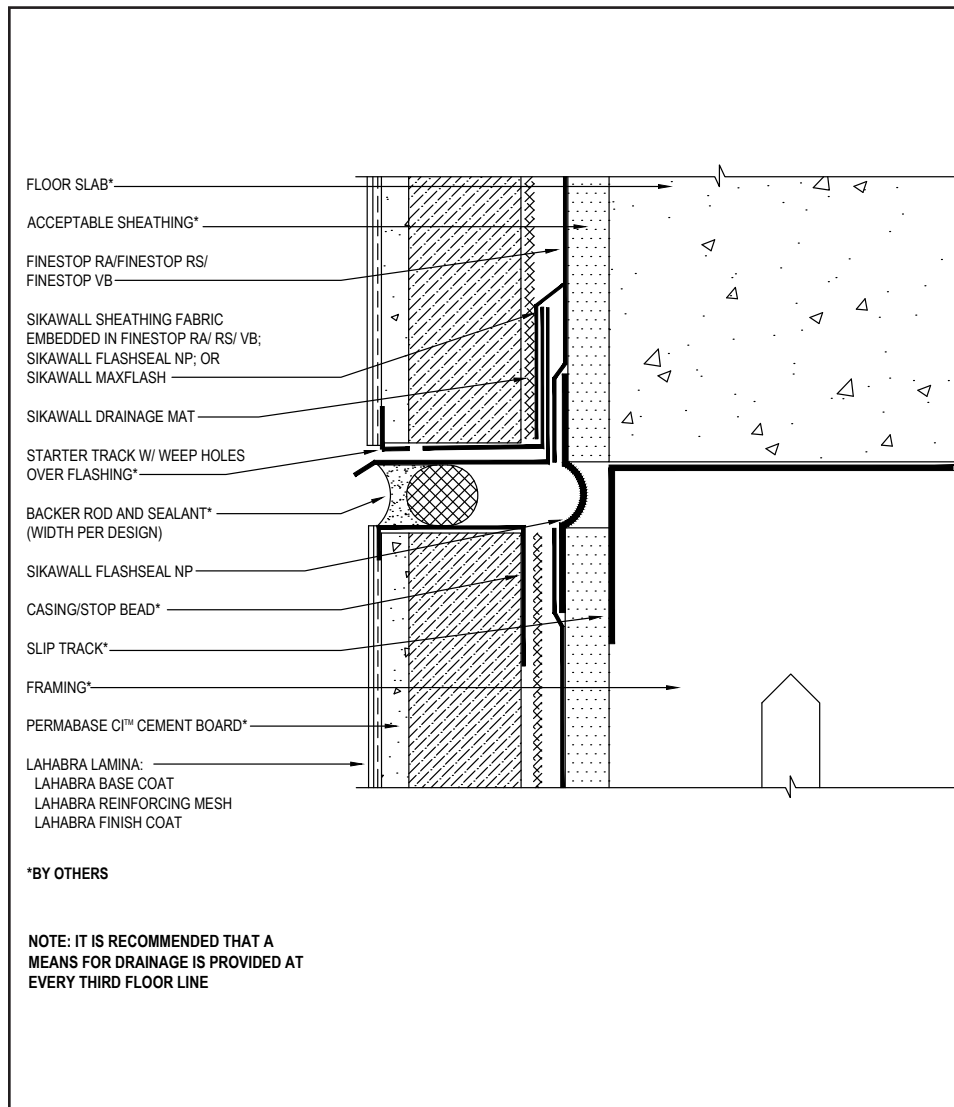 FLOOR SLAB*
ACCEPTABLE SHEATHING*
FINESTOP RA/FINESTOP RS/
FINESTOP VB
SIKAWALL SHEATHING FABRIC
EMBEDDED IN FINESTOP RA/ RS/ VB;
SIKAWALL FLASHSEAL NP; OR
SIKAWALL MAXFLASH
SIKAWALL DRAINAGE MAT
STARTER TRACK W/ WEEP HOLES
OVER FLASHING*
BACKER ROD AND SEALANT*
(WIDTH PER DESIGN)
SIKAWALL FLASHSEAL NP
CASING/STOP BEAD*
SLIP TRACK*
FRAMING*
PERMABASE CI™ CEMENT BOARD*
LAHABRA LAMINA:
LAHABRA BASE COAT
LAHABRA REINFORCING MESH
LAHABRA FINISH COAT
*BY OTHERS
NOTE: IT IS RECOMMENDED THAT A
MEANS FOR DRAINAGE IS PROVIDED AT
EVERY THIRD FLOOR LINE